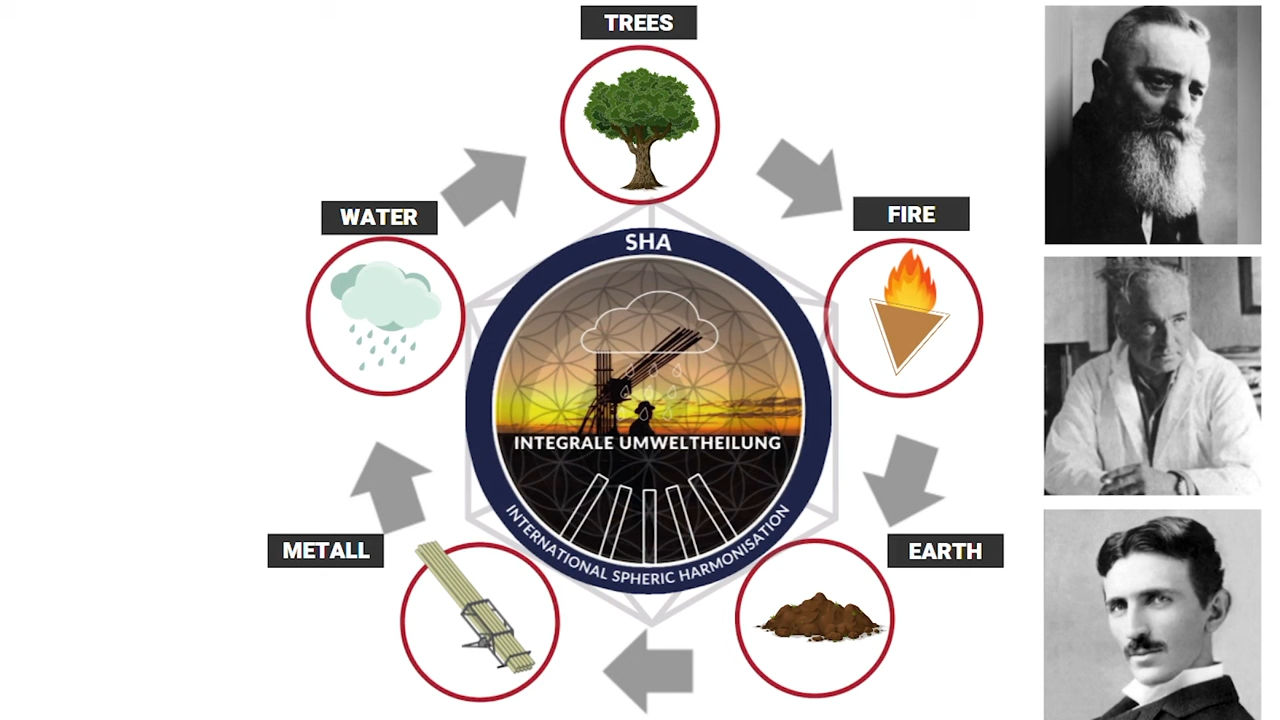 TREES
WATER
FIRE
SHA
INTEGRALE UMWELTHEILUNG
INTERNATIONAL SPHERIC HARMONISATION
METALL
EARTH